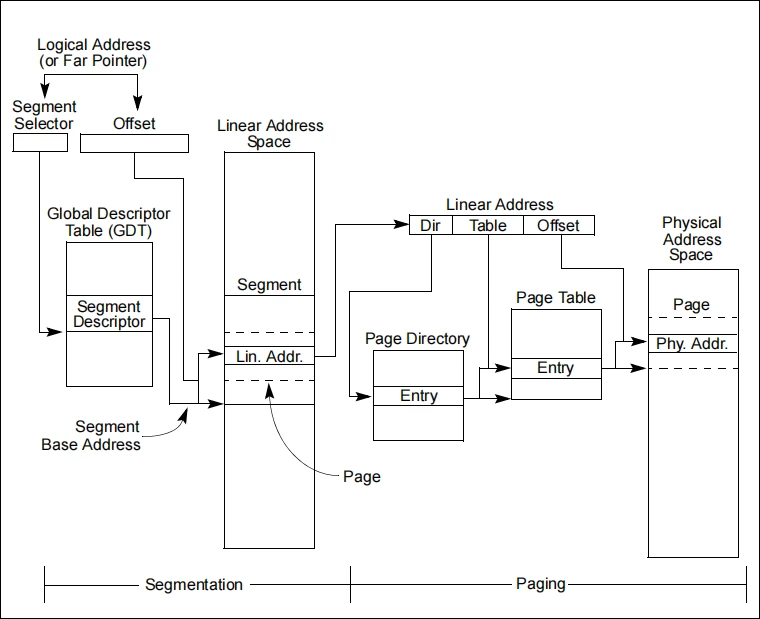 Logical Address
(or Far Pointer)
Segment
Selector
Offset
Linear Address
Space
Global Descriptor
Table (GDT)
Segment
Descriptor
Segment
Lin. Addr.
Segment
Base Address
Page
Linear Address
Dir
Table
Offset
Page Directory
Entry
Page Table
Entry
Physical
Address
Space
Page
Phy. Addr.
Segmentation
Paging